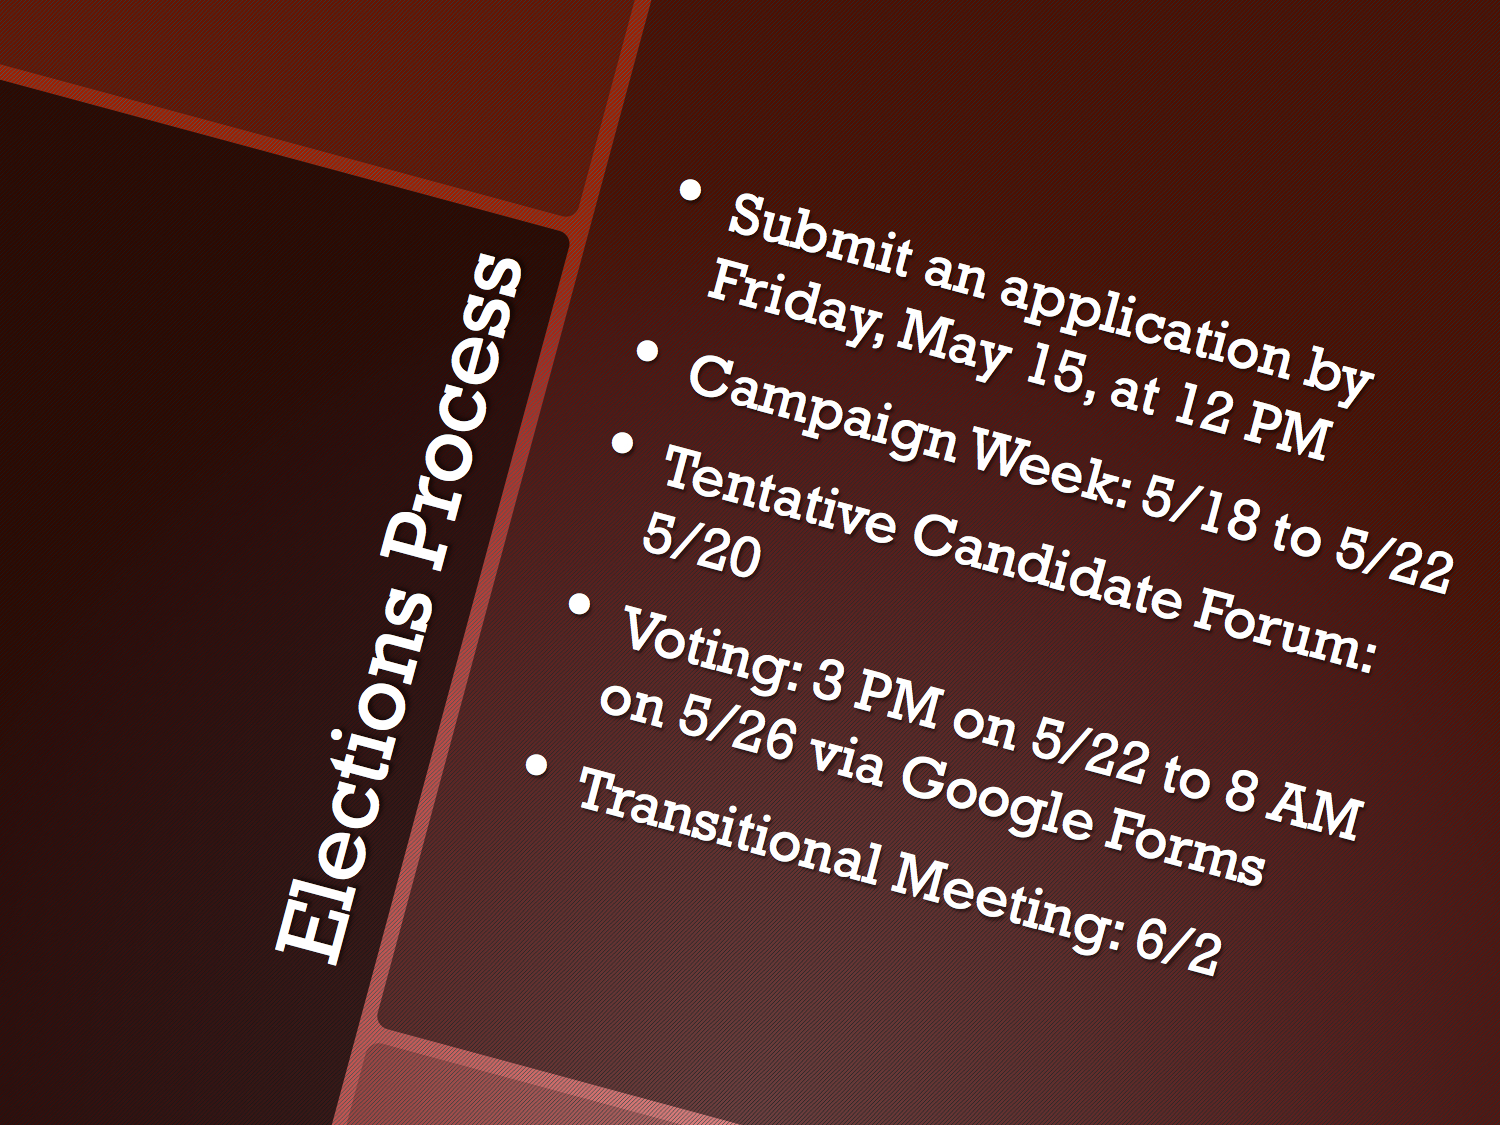 Elections Process
• Submit an application by
Friday, May 15, at 12 PM
• Campaign Week: 5/18 to 5/22
• Tentative Candidate Forum:
5/20
• Voting: 3 PM on 5/22 to 8 AM
on 5/26 via Google Forms
• Transitional Meeting: 6/2